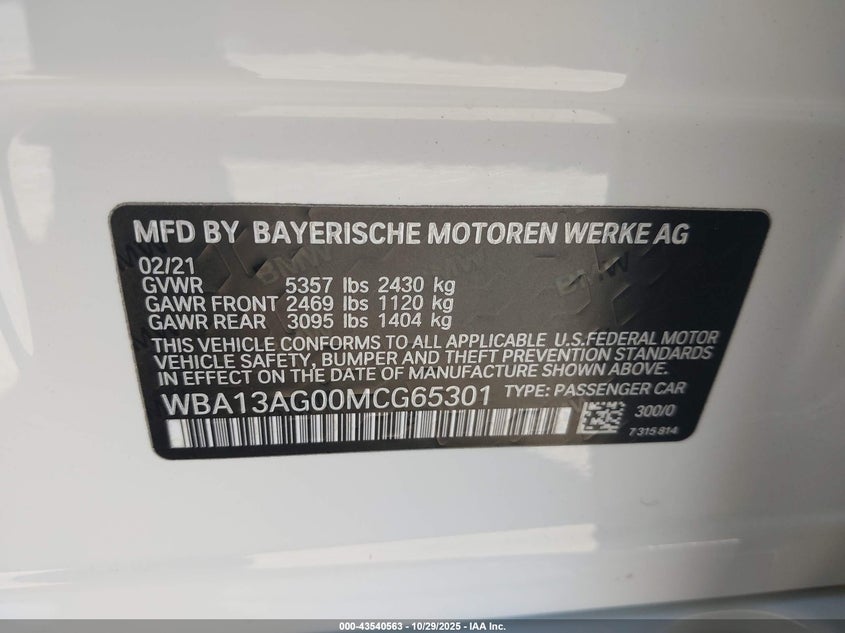 MFD BY BAYERISCHE MOTOREN WERKE AG
02/21
GVWR 5357 lbs 2430 kg
GAWR FRONT 2469 lbs 1120 kg
GAWR REAR 3095 lbs 1404 kg
THIS VEHICLE CONFORMS TO ALL APPLICABLE U.S.FEDERAL MOTOR
VEHICLE SAFETY, BUMPER AND THEFT PREVENTION STANDARDS
IN EFFECT ON THE DATE OF MANUFACTURE SHOWN ABOVE.
WBA13AG00MCG65301 TYPE: PASSENGER CAR
300/0
7 315 814
000-43540563 | 10/29/2025 | IAA Inc.